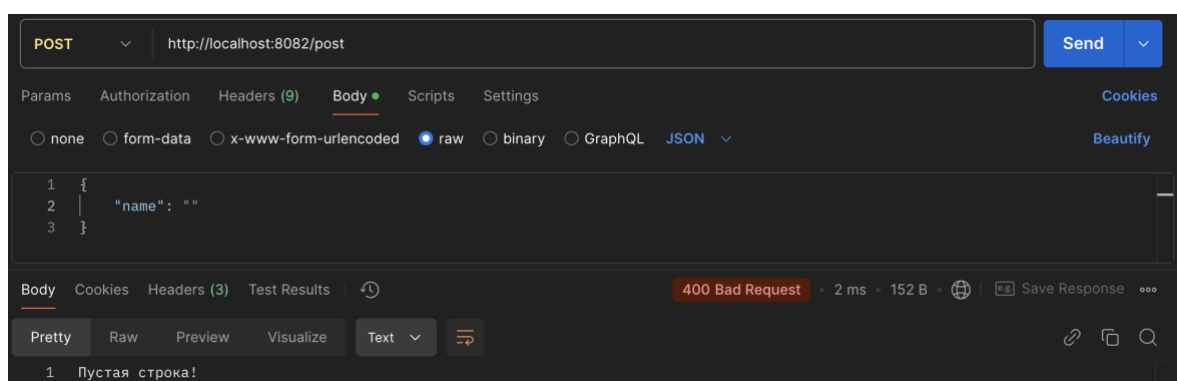 POST http://localhost:8082/post Send
Params Authorization Headers (9) Body Scripts Settings Cookies
none form-data x-www-form-urlencoded raw binary GraphQL JSON Beautify
1 {
2 "name": ""
3 }
Body Cookies Headers (3) Test Results 400 Bad Request 2 ms 152 B e.g. Save Response
Pretty Raw Preview Visualize Text
1 Пустая строка!